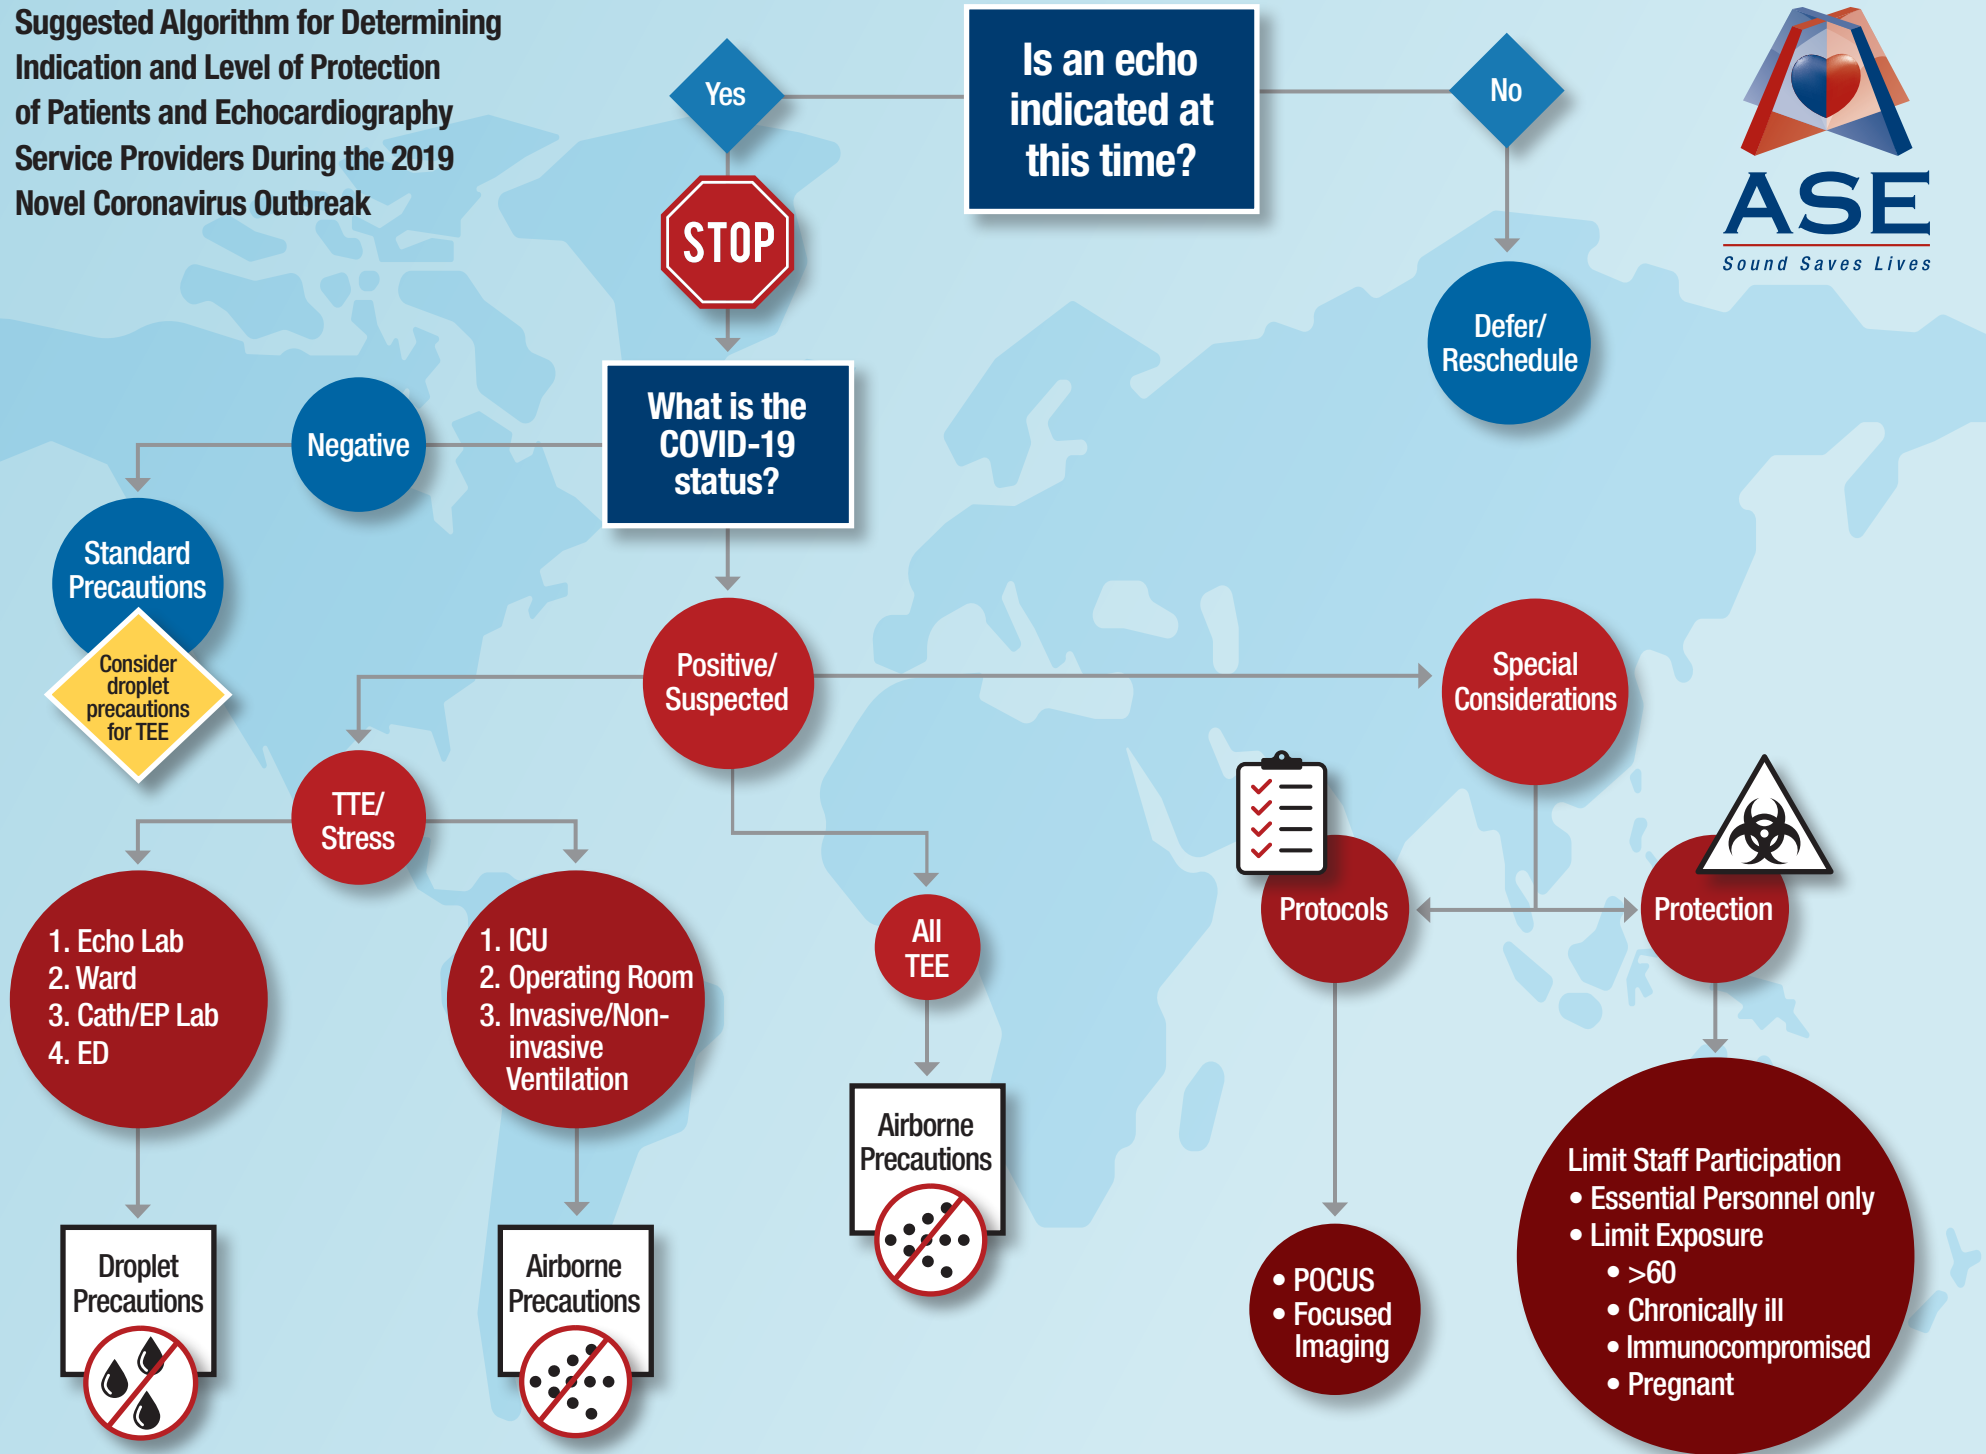 Suggested Algorithm for Determining
Indication and Level of Protection
of Patients and Echocardiography
Service Providers During the 2019
Novel Coronavirus Outbreak
Is an echo
indicated at
this time?
Yes
No
ASE
Sound Saves Lives
STOP
Defer/
Reschedule
What is the
COVID-19
status?
Negative
Standard
Precautions
Consider
droplet
precautions
for TEE
Positive/
Suspected
Special
Considerations
TTE/
Stress
1. Echo Lab
2. Ward
3. Cath/EP Lab
4. ED
1. ICU
2. Operating Room
3. Invasive/Non-
invasive
Ventilation
All
TEE
Protocols
Protection
Droplet
Precautions
Airborne
Precautions
Airborne
Precautions
• POCUS
• Focused
Imaging
Limit Staff Participation
• Essential Personnel only
• Limit Exposure
• >60
• Chronically ill
• Immunocompromised
• Pregnant